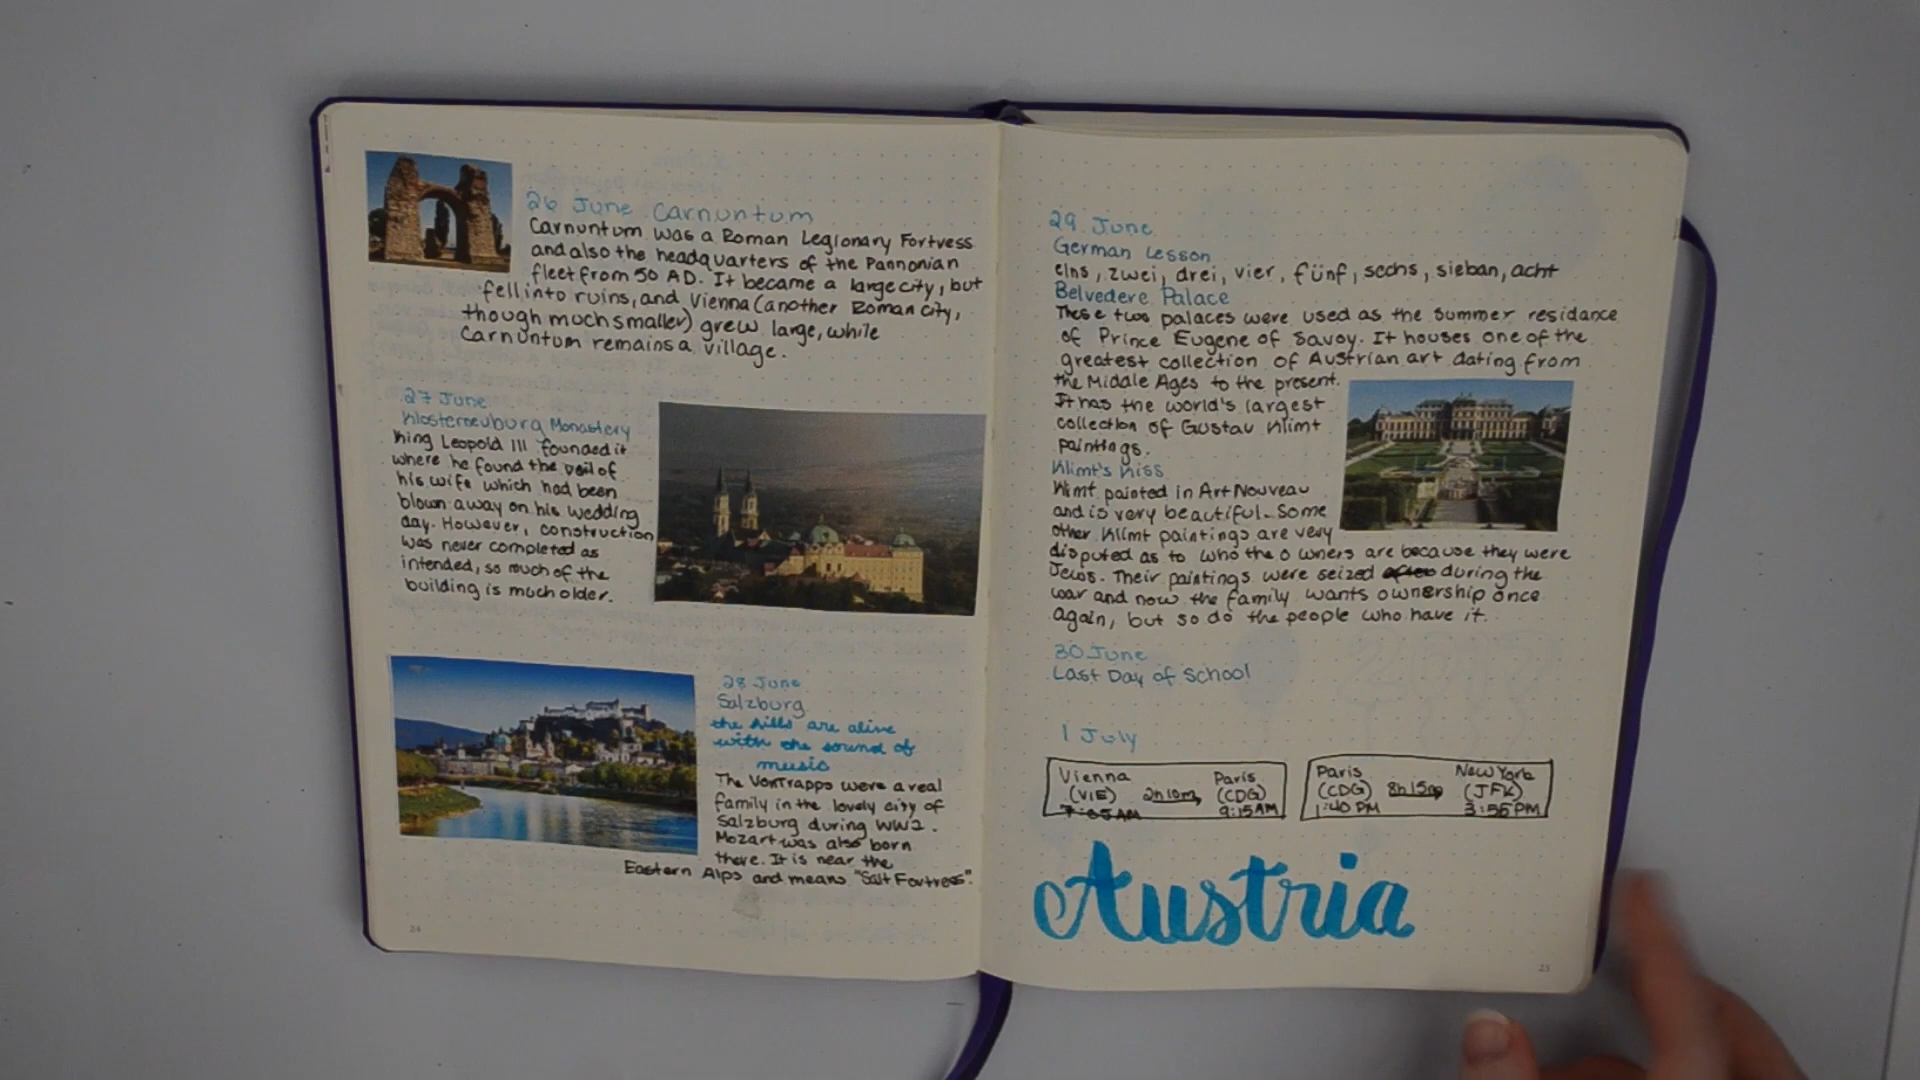 26 June Carnuntum
Carnuntum was a Roman Legionary Fortress
and also the headquarters of the Pannonian
fleet from 50 AD. It became a large city, but
fell into ruins, and Vienna (another Roman city,
though much smaller) grew large, while
Carnuntum remains a village.
27 June
Klosterneuburg Monastery
King Leopold III founded it
where he found the veil of
his wife which had been
blown away on his wedding
day. However, construction
was never completed as
intended, so much of the
building is much older.
28 June
Salzburg
the hills are alive
with the sound of
music
The VonTrapps were a real
family in the lovely city of
Salzburg during WW2.
Mozart was also born
there. It is near the
Eastern Alps and means "Salt Fortress".
24
29 June
German Lesson
eins, zwei, drei, vier, fünf, sechs, sieban, acht
Belvedere Palace
These two palaces were used as the summer residance
of Prince Eugene of Savoy. It houses one of the
greatest collection of Austrian art dating from
the Middle Ages to the present.
It has the world's largest
collection of Gustav Klimt
paintings.
Klimt's Kiss
Klimt painted in Art Nouveau
and is very beautiful. Some
other Klimt paintings are very
disputed as to who the owners are because they were
Jews. Their paintings were seized during the
war and now the family wants ownership once
again, but so do the people who have it.
30 June
Last Day of School
1 July
Vienna Paris
(VIE) 2h10m (CDG)
AM 9:15AM
Paris New York
(CDG) 8h15m (JFK)
1:40 PM 3:55PM
Austria
25